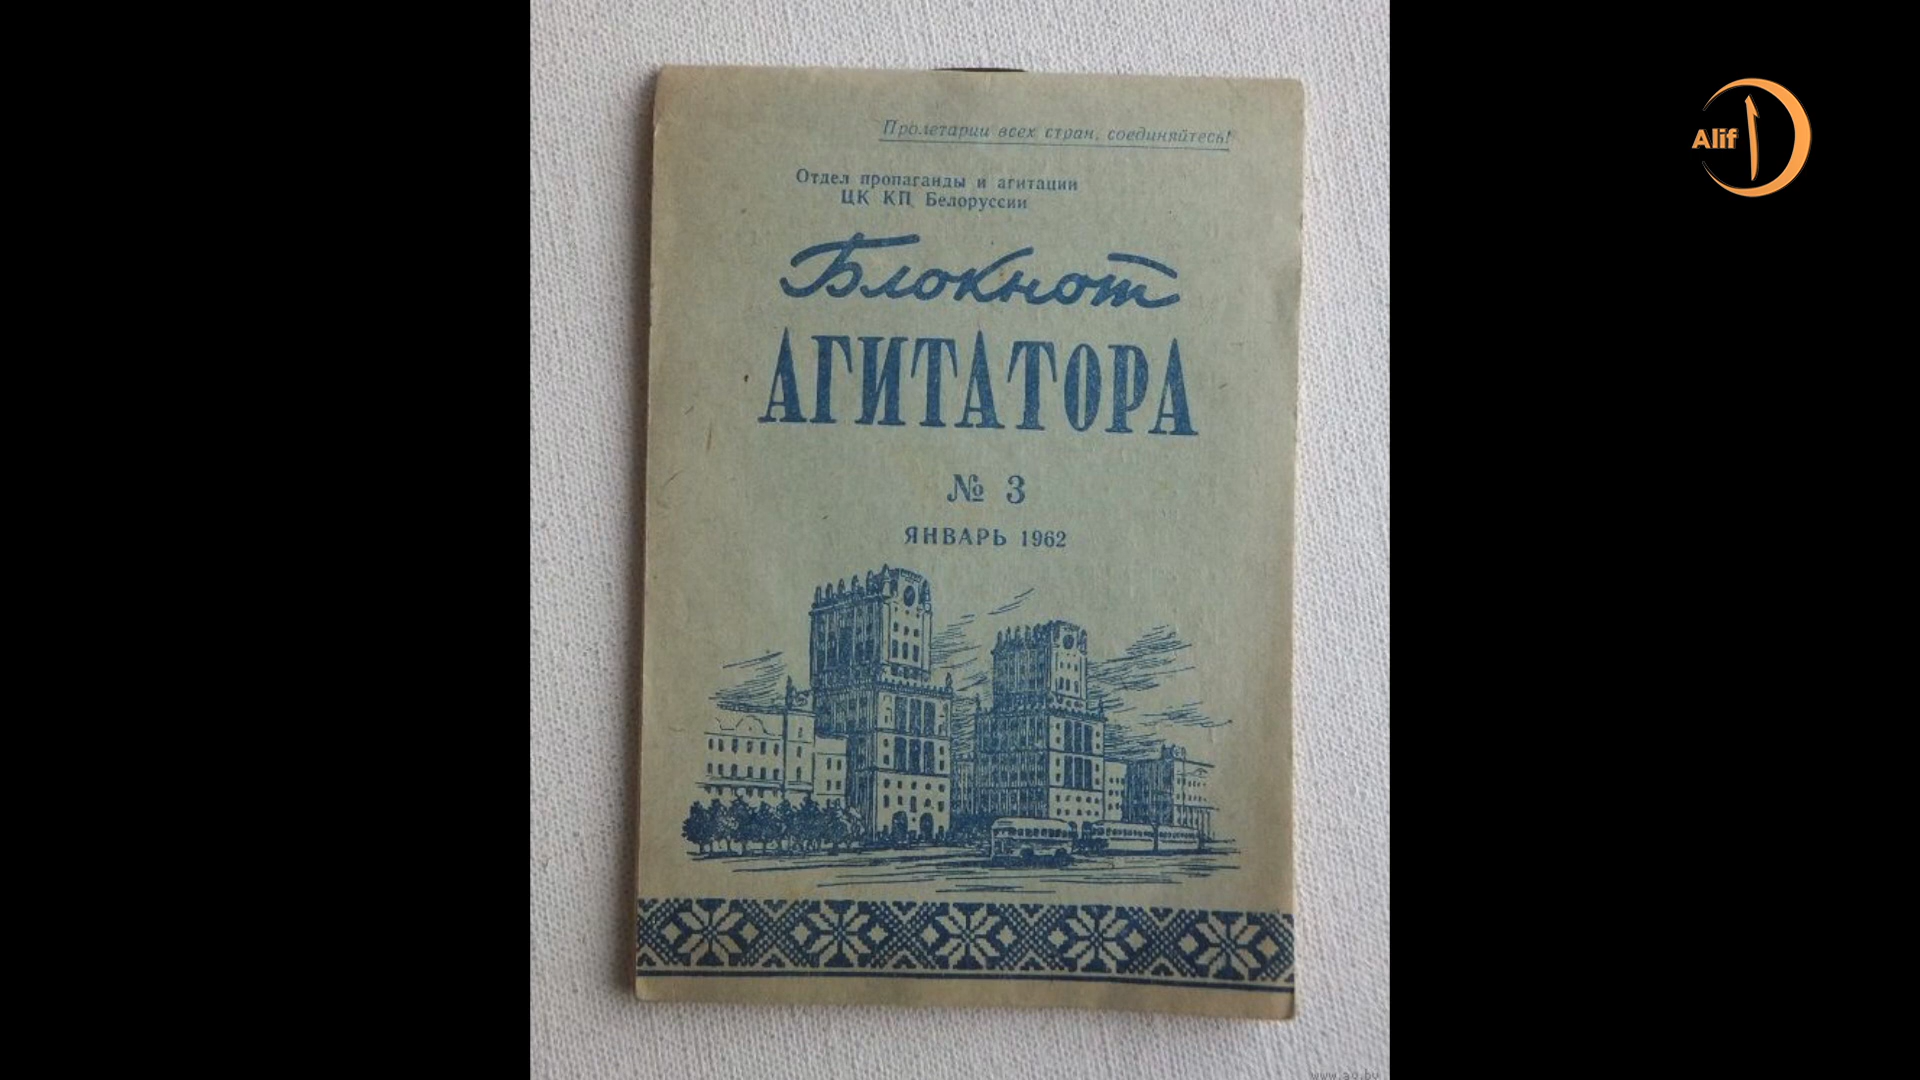 Пролетарии всех стран, соединяйтесь!
Отдел пропаганды и агитации
ЦК КП Белоруссии
Блокнот
АГИТАТОРА
№ 3
ЯНВАРЬ 1962
Alif